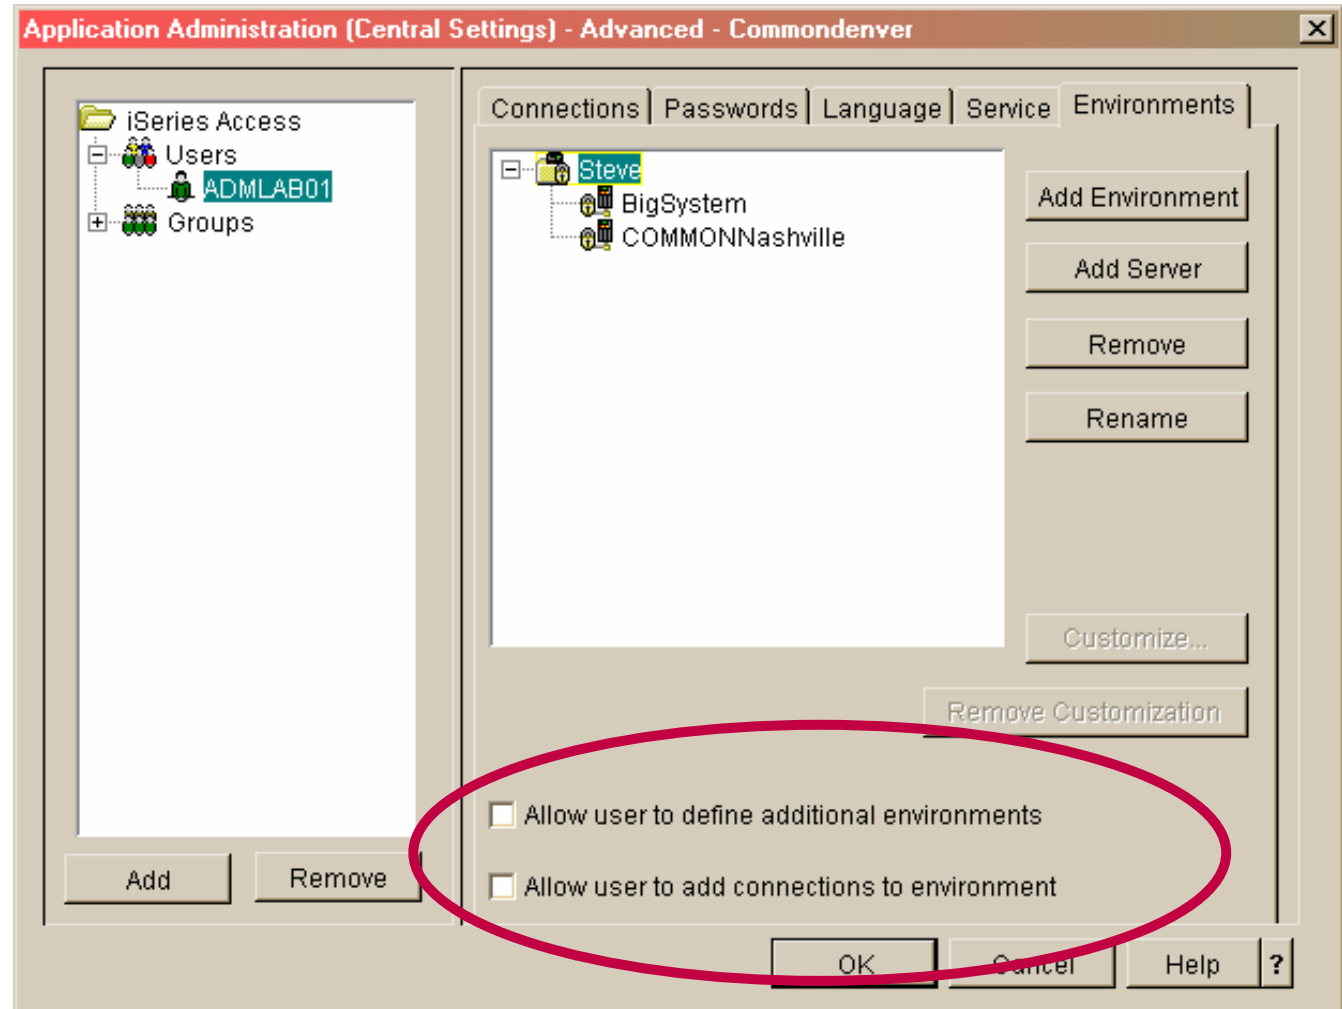 Application Administration (Central Settings) - Advanced - Commondenver
iSeries Access
Users
ADMLAB01
Groups
Add
Remove
Connections
Passwords
Language
Service
Environments
Steve
BigSystem
COMMONNashville
Add Environment
Add Server
Remove
Rename
Customize...
Remove Customization
Allow user to define additional environments
Allow user to add connections to environment
OK
Cancel
Help
?